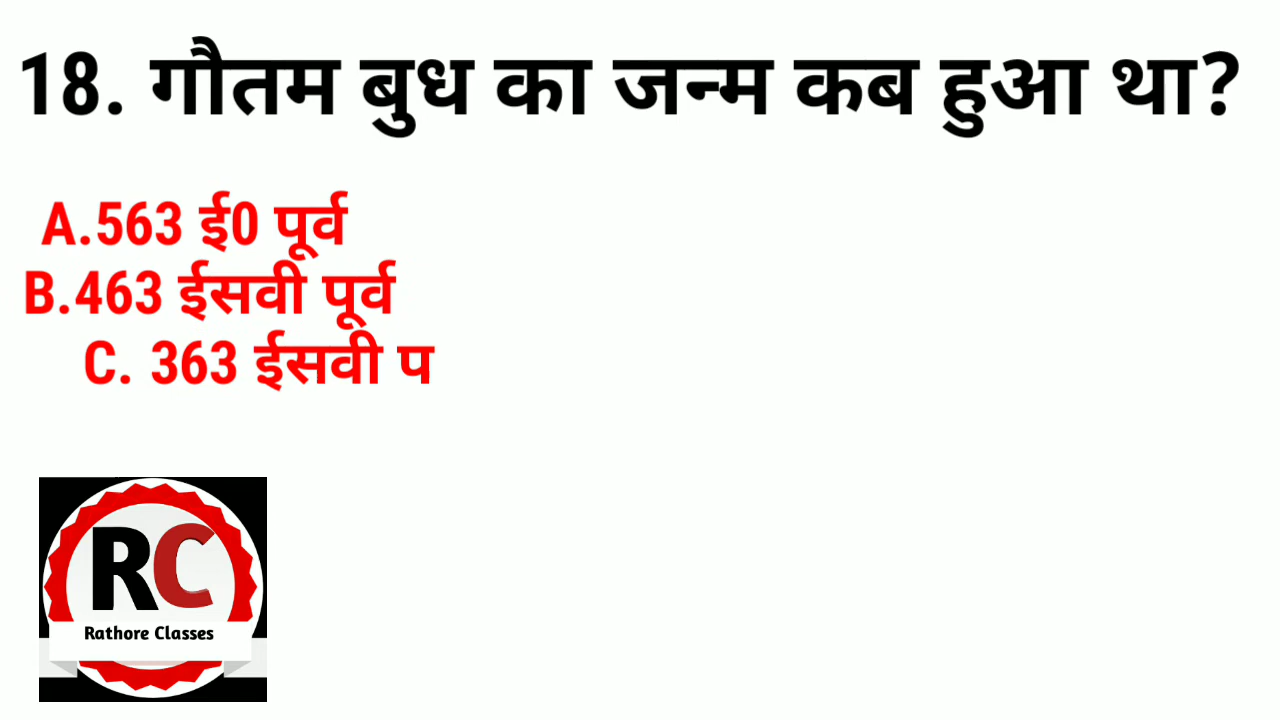 18. गौतम बुध का जन्म कब हुआ था?
A.563 ई0 पूर्व
B.463 ईसवी पूर्व
C. 363 ईसवी प
RC
Rathore Classes